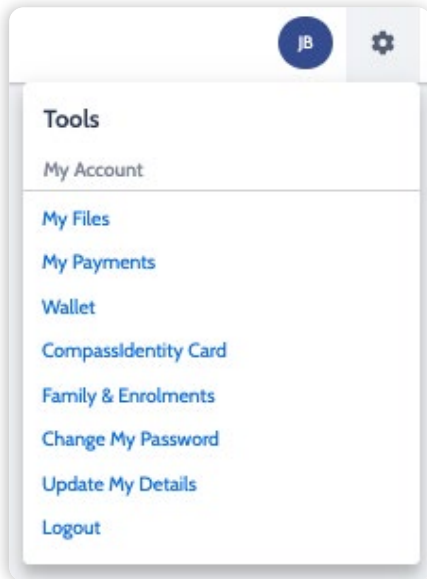 JB
Tools
My Account
My Files
My Payments
Wallet
CompassIdentity Card
Family & Enrolments
Change My Password
Update My Details
Logout